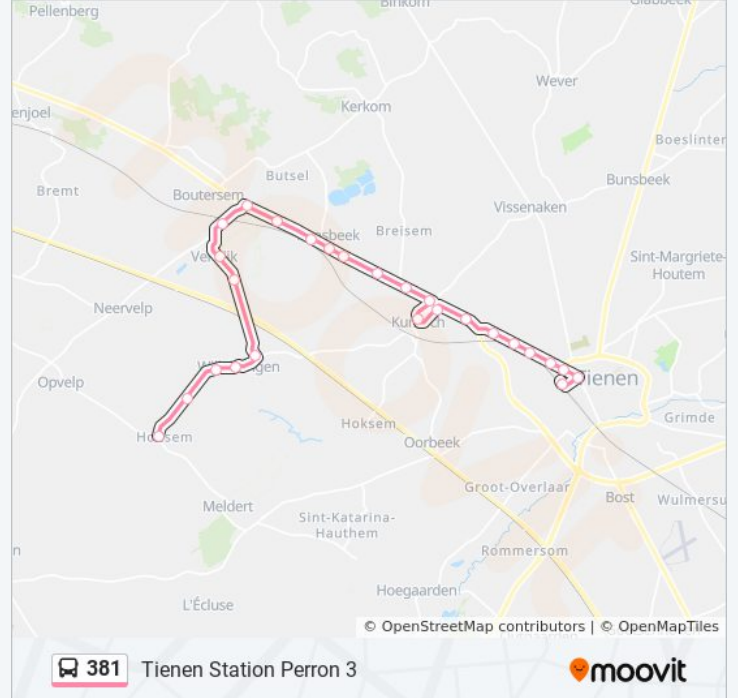 Pellenberg
Binkom
Glabbeek
Wever
Kerkom
enjoel
Boeslinter
Butsel
Bunsbeek
Bremt
Boutersem
Vissenaken
sbeek
Breisem
Sint-Margriete-
Houtem
Neervelp
Opvelp
Tienen
Hoksem
Grimde
Oorbeek
Groot-Overlaar
Bost
Wulmersu
Meldert
Sint-Katarina-
Hauthem
Rommersom
n
Hoegaarden
L'Écluse
© OpenStreetMap contributors | © OpenMapTiles
381
Tienen Station Perron 3
moovit